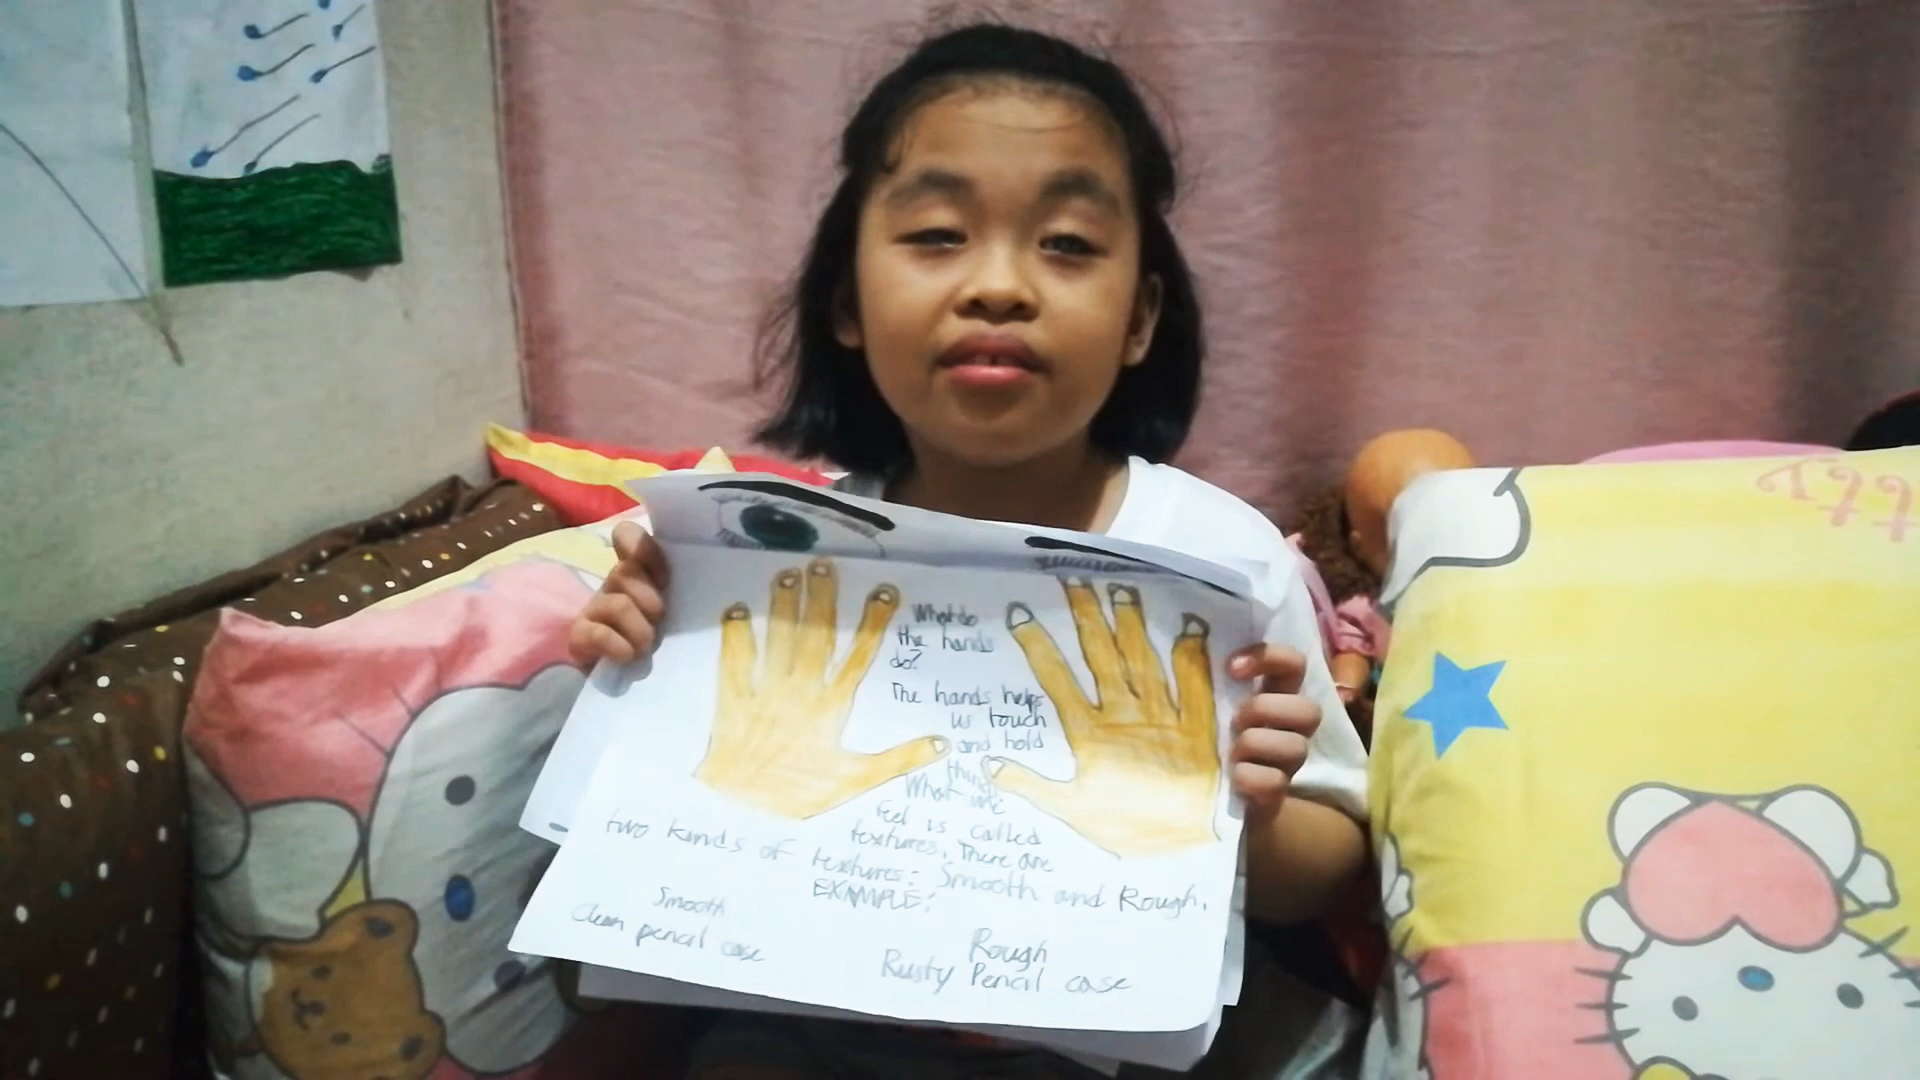 What do
the hands
do?
The hands helps
us touch
and hold
things
What we
feel is called
textures. There are
two kinds of textures: Smooth and Rough.
EXAMPLE:
Smooth
Clean pencil case
Rough
Rusty Pencil case